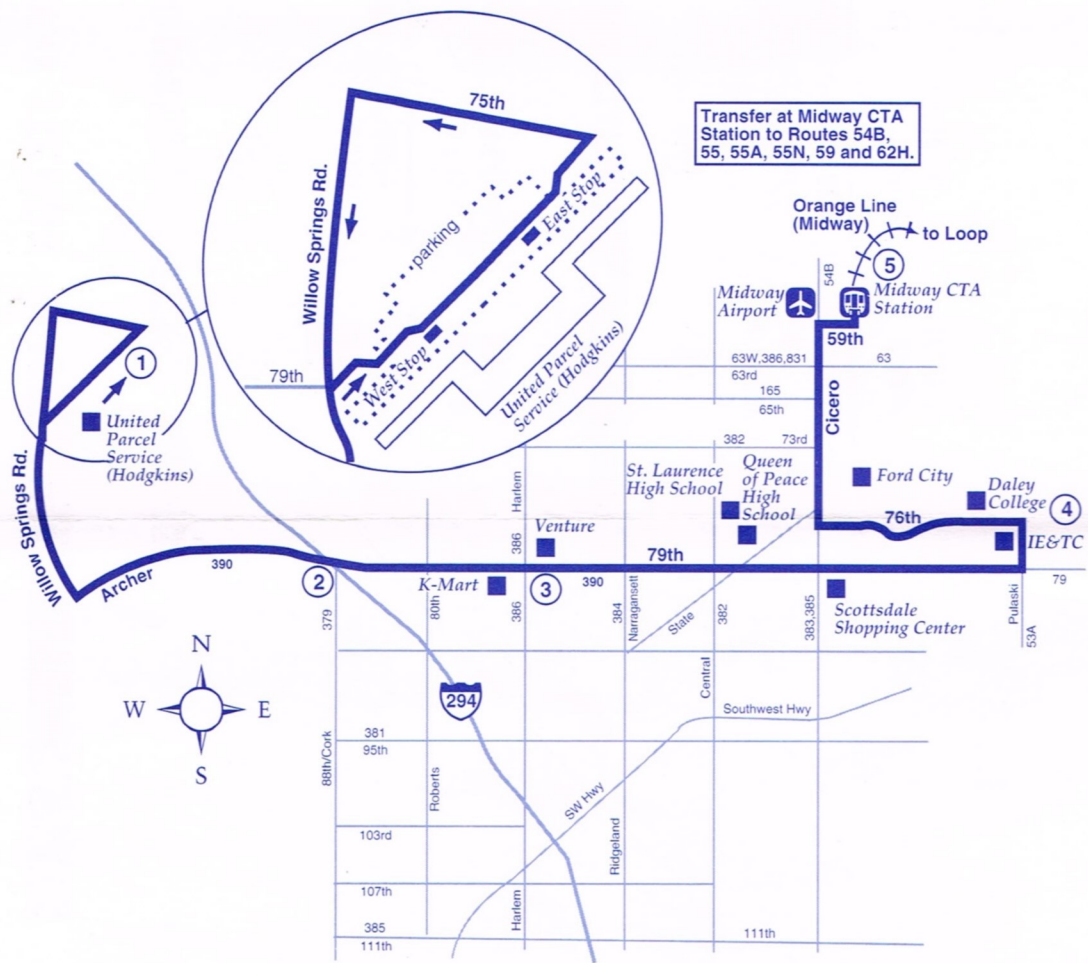 75th
Willow Springs Rd.
parking
East Stop
West Stop
79th
United Parcel
Service (Hodgkins)
Transfer at Midway CTA
Station to Routes 54B,
55, 55A, 55N, 59 and 62H.
Orange Line
(Midway)
to Loop
5
54B
Midway
Airport
Midway CTA
Station
59th
63W,386,831
63
63rd
165
65th
Cicero
382
73rd
1
United
Parcel
Service
(Hodgkins)
Willow Springs Rd.
Archer
390
2
St. Laurence
High School
Queen
of Peace
High
School
Ford City
Daley
College
4
76th
IE&TC
Harlem
386
Venture
K-Mart
3
390
79th
79
379
80th
386
384
Narragansett
State
382
383,385
Scottsdale
Shopping Center
Pulaski
53A
N
W
E
S
294
Central
Southwest Hwy
381
95th
88th/Cork
Roberts
SW Hwy
103rd
Ridgeland
107th
Harlem
385
111th
111th